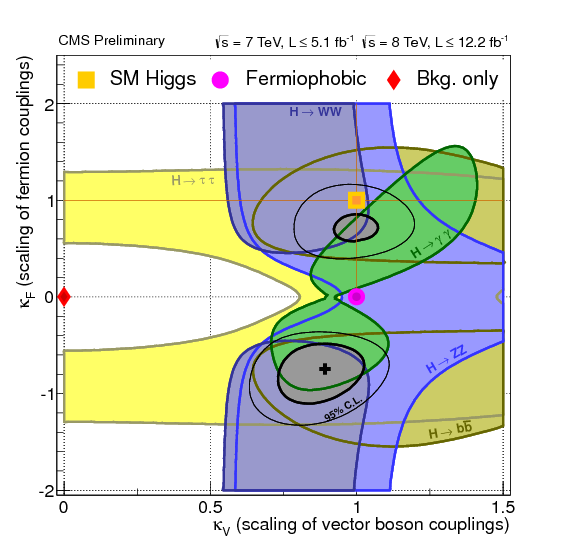 CMS Preliminary √s = 7 TeV, L ≤ 5.1 fb⁻¹ √s = 8 TeV, L ≤ 12.2 fb⁻¹
SM Higgs Fermiophobic Bkg. only
κF (scaling of fermion couplings)
2
1
0
-1
-2
H → WW
H → τ τ
H → γ γ
H → ZZ
95% C.L.
H → bb̅
0 0.5 1 1.5
κV (scaling of vector boson couplings)